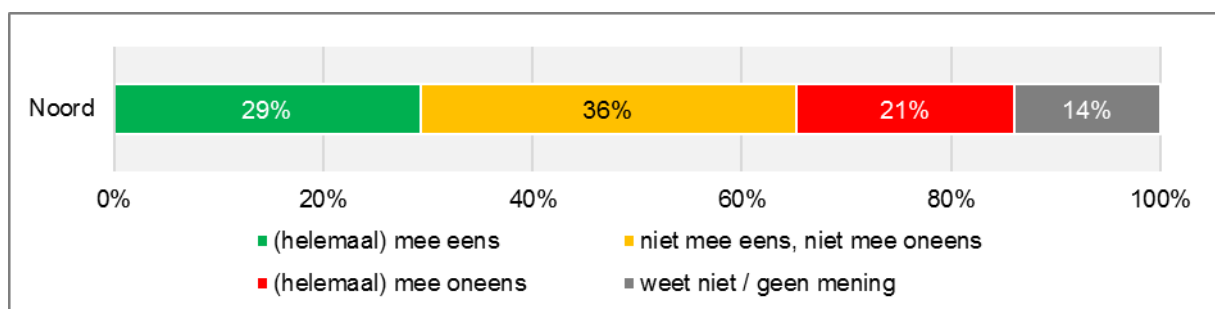 Noord 29% 36% 21% 14%
0% 20% 40% 60% 80% 100%
(helemaal) mee eens niet mee eens, niet mee oneens
(helemaal) mee oneens weet niet / geen mening